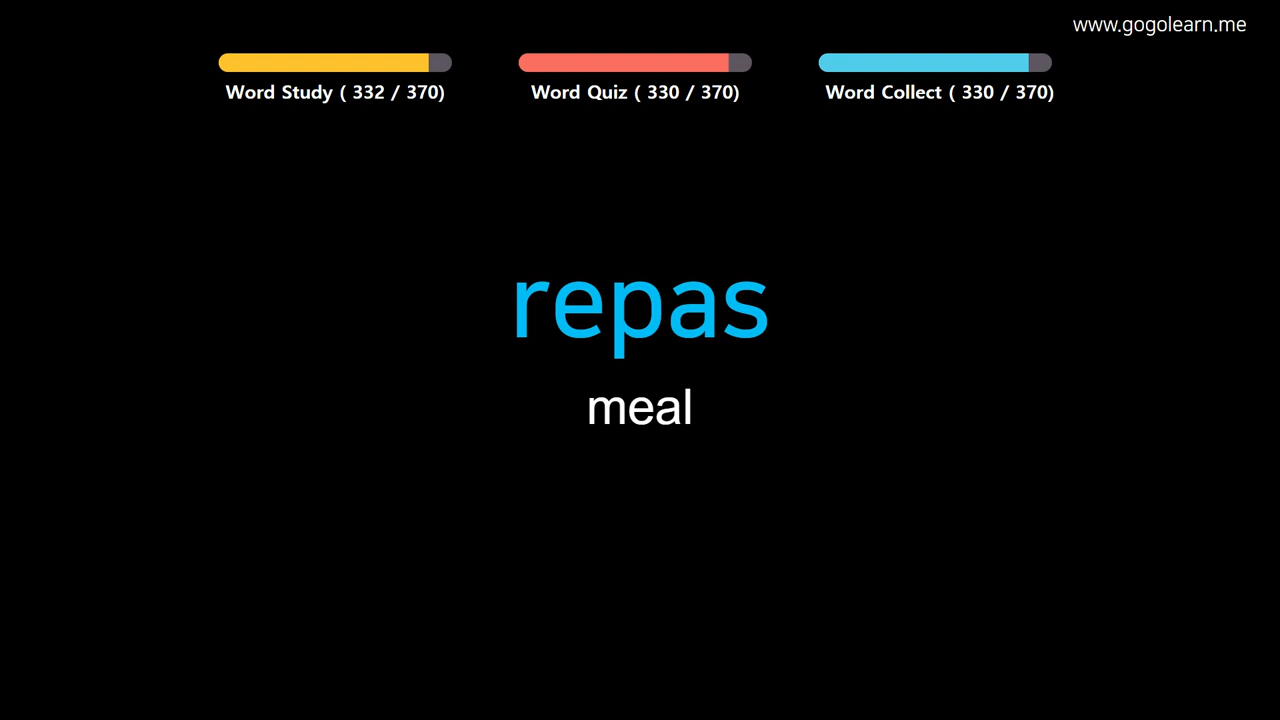 www.gogolearn.me
Word Study ( 332 / 370)
Word Quiz ( 330 / 370)
Word Collect ( 330 / 370)
repas
meal